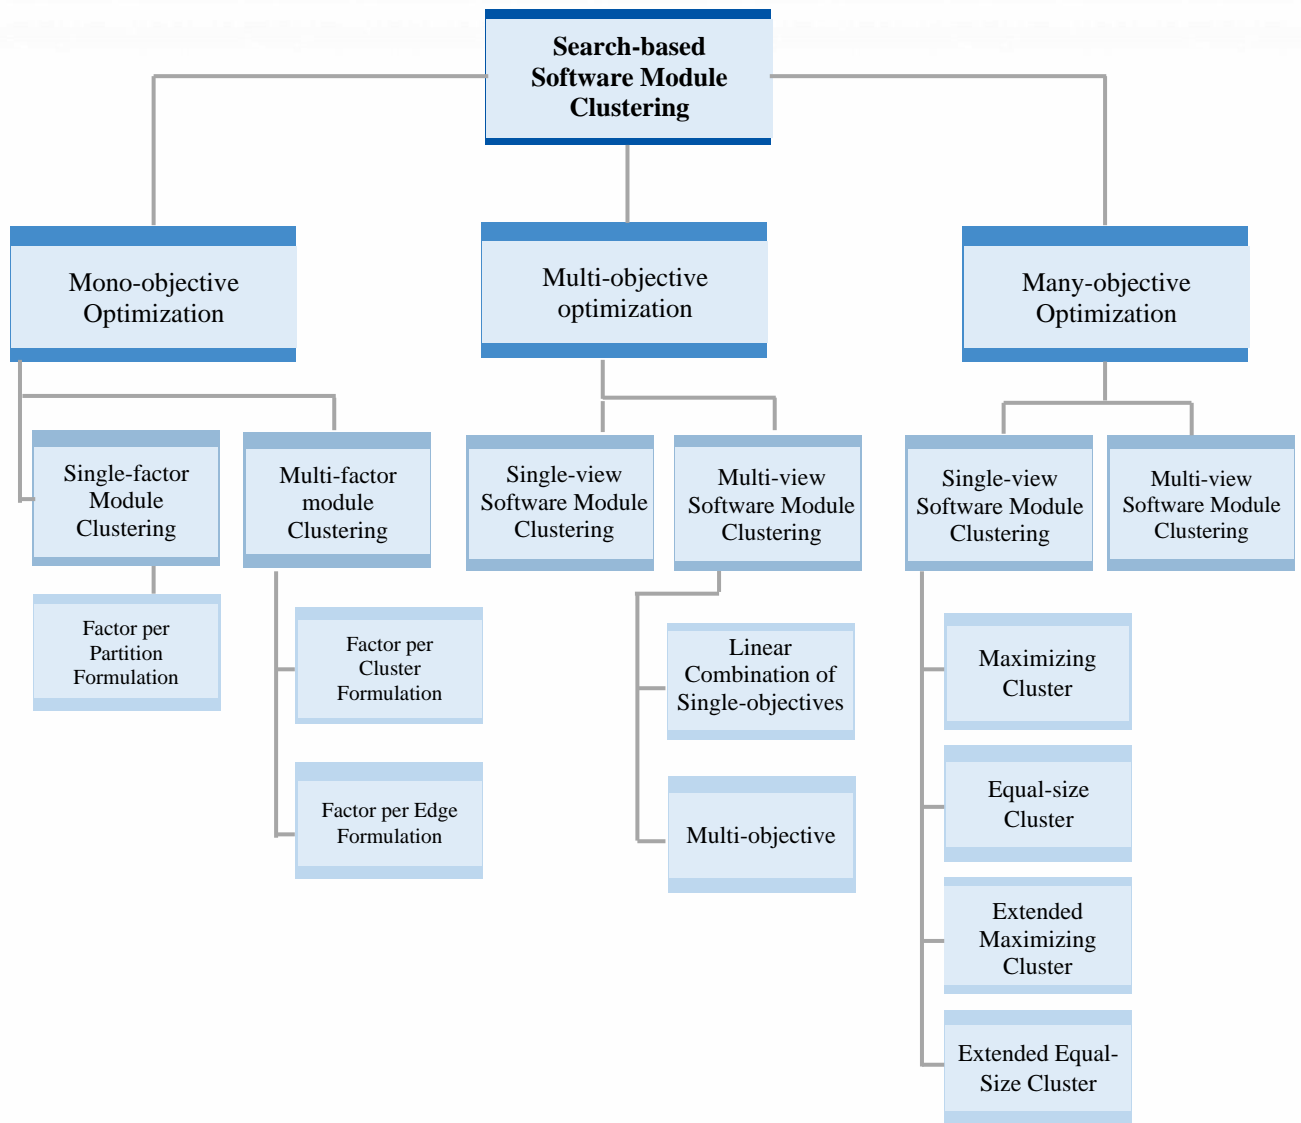 Search-based
Software Module
Clustering
Mono-objective
Optimization
Multi-objective
optimization
Many-objective
Optimization
Single-factor
Module
Clustering
Multi-factor
module
Clustering
Single-view
Software Module
Clustering
Multi-view
Software Module
Clustering
Single-view
Software Module
Clustering
Multi-view
Software Module
Clustering
Factor per
Partition
Formulation
Factor per
Cluster
Formulation
Factor per Edge
Formulation
Linear
Combination of
Single-objectives
Multi-objective
Maximizing
Cluster
Equal-size
Cluster
Extended
Maximizing
Cluster
Extended Equal-
Size Cluster